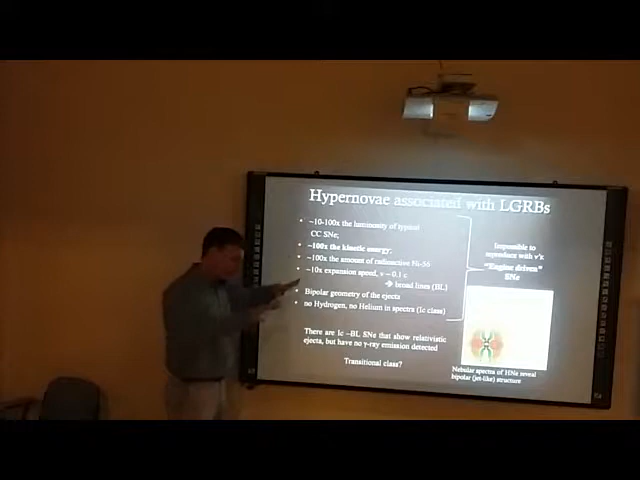 Hypernovae associated with LGRBs
• ~10-100x the luminosity of typical
CC SNe,
• ~100x the kinetic energy,
• ~100x the amount of radioactive Ni-56
• ~10x expansion speed, v ~ 0.1 c
→ broad lines (BL)
• Bipolar geometry of the ejects
• no Hydrogen, no Helium in spectra (Ic class)
There are Ic –BL SNe that show relativistic
ejects, but have no γ-ray emission detected
Transitional class?
Impossible to
reproduce with ν's
"Engine driven"
SNe
Nebular spectra of HNe reveal
bipolar (jet-like) structure